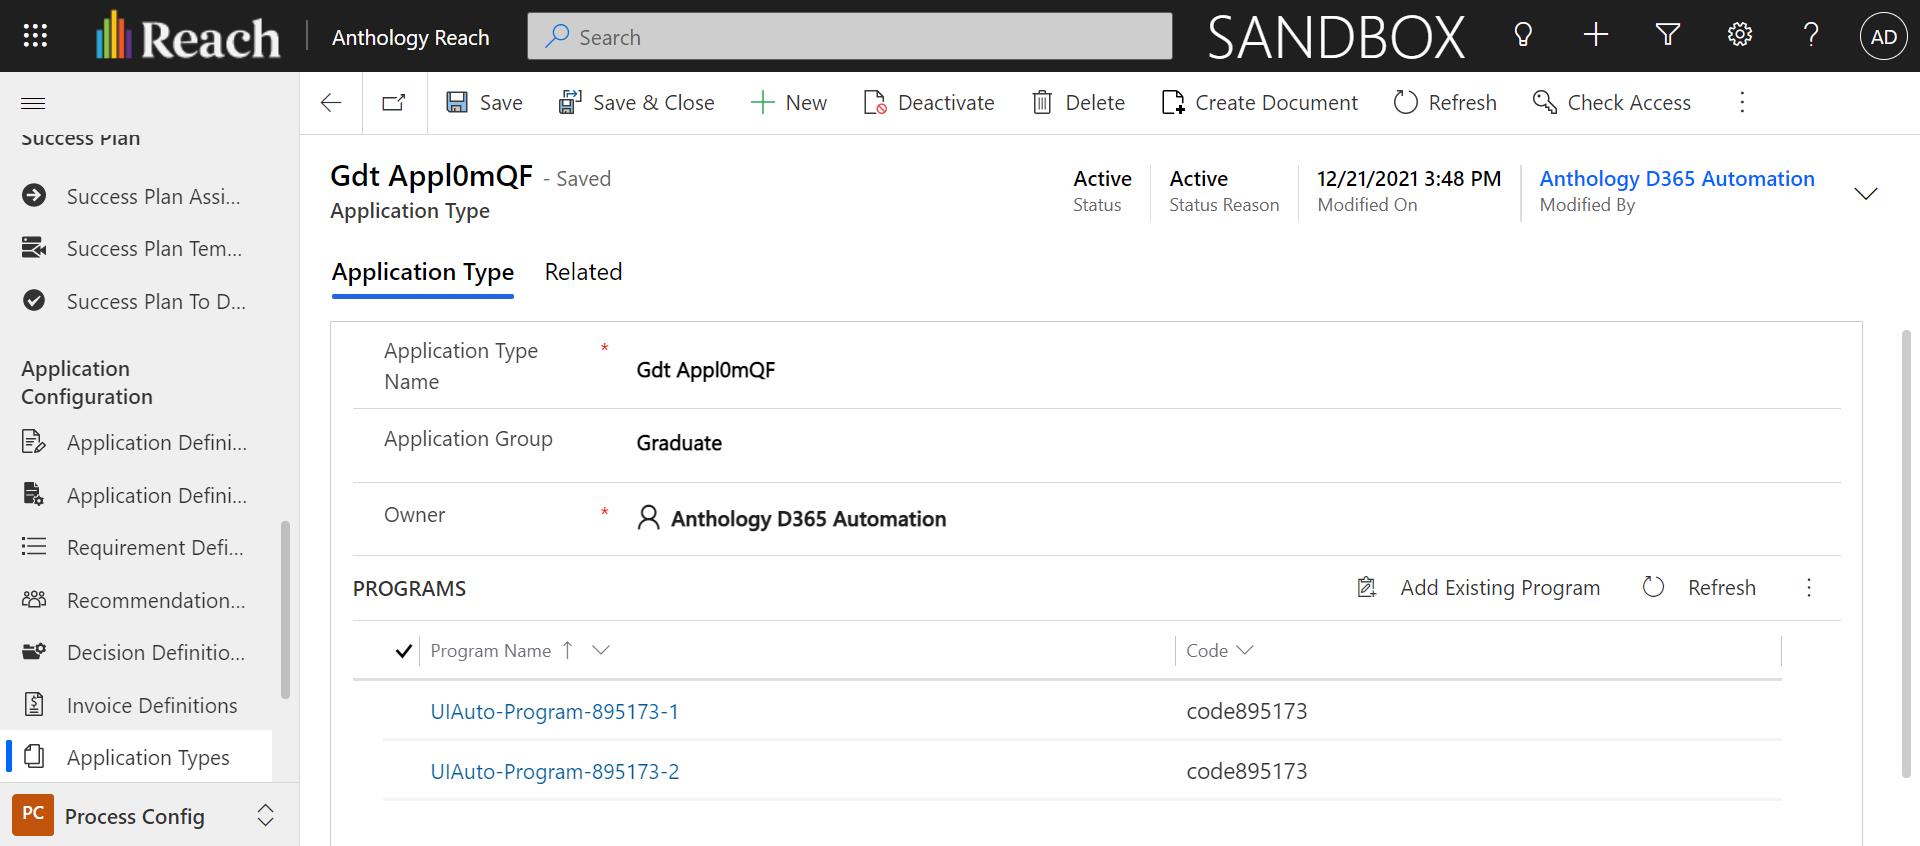 Reach
Anthology Reach
Search
SANDBOX
AD
Save
Save & Close
New
Deactivate
Delete
Create Document
Refresh
Check Access
Success Plan
Success Plan Assi...
Success Plan Tem...
Success Plan To D...
Application
Configuration
Application Defini...
Application Defini...
Requirement Defi...
Recommendation...
Decision Definitio...
Invoice Definitions
Application Types
PC Process Config
Gdt Appl0mQF - Saved
Application Type
Active
Status
Active
Status Reason
12/21/2021 3:48 PM
Modified On
Anthology D365 Automation
Modified By
Application Type
Related
Application Type
Name
*
Gdt Appl0mQF
Application Group
Graduate
Owner
*
Anthology D365 Automation
PROGRAMS
Add Existing Program
Refresh
Program Name
Code
UIAuto-Program-895173-1
code895173
UIAuto-Program-895173-2
code895173